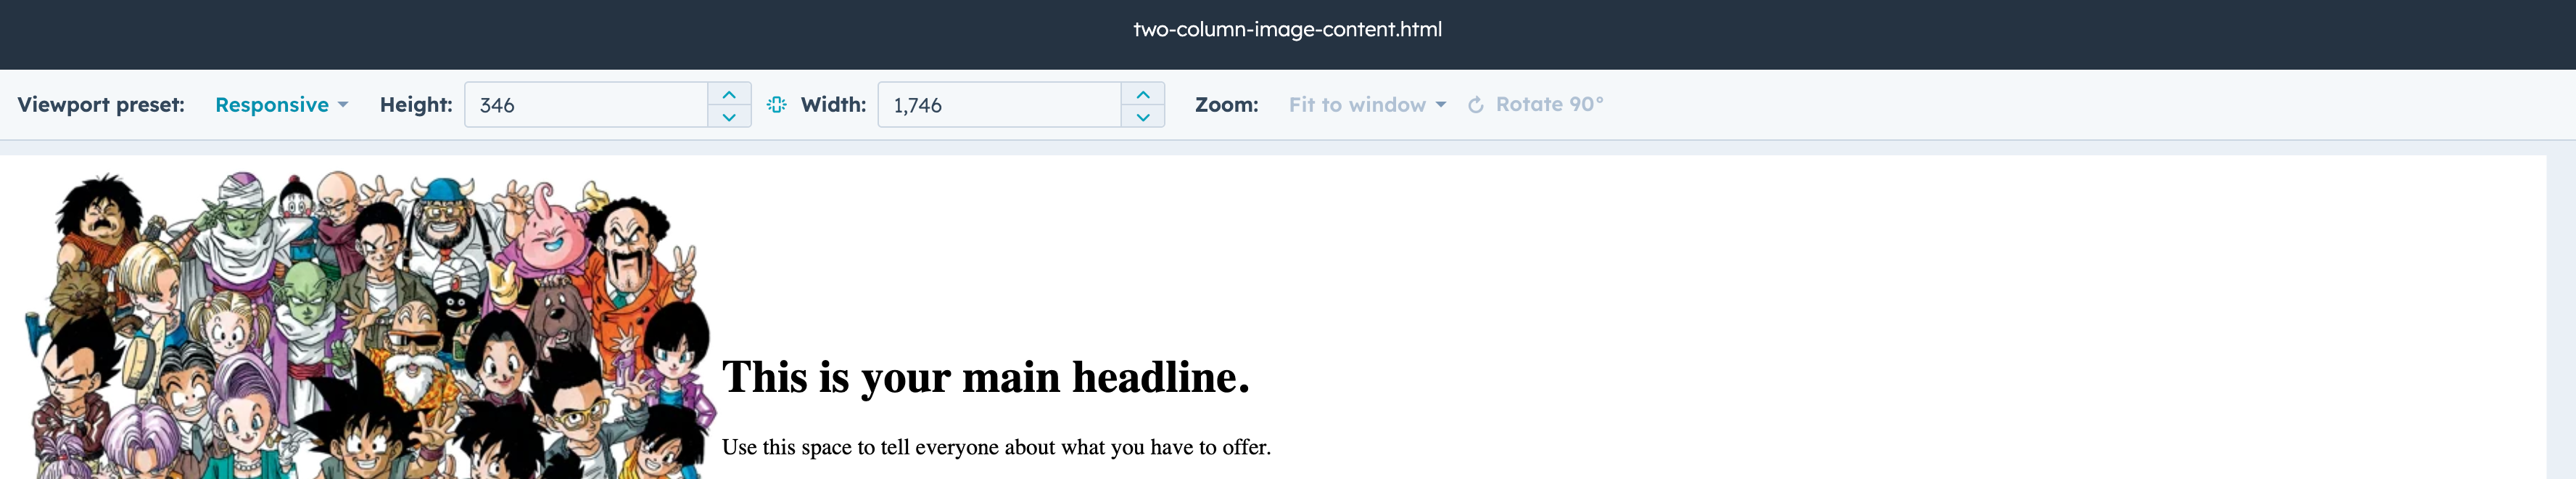 two-column-image-content.html
Viewport preset: Responsive Height: 346 Width: 1,746 Zoom: Fit to window Rotate 90°
This is your main headline.
Use this space to tell everyone about what you have to offer.